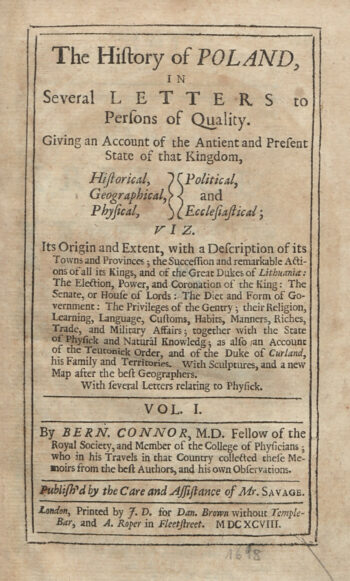 The Hiſtory of POLAND,
IN
Several LETTERS to
Perſons of Quality.
Giving an Account of the Antient and Preſent
State of that Kingdom,
Hiſtorical, Political,
Geographical, and
Phyſical, Eccleſiaſtical;
VIZ.
Its Origin and Extent, with a Deſcription of its
Towns and Provinces; the Succeſſion and remarkable Acti-
ons of all its Kings, and of the Great Dukes of Lithuania:
The Election, Power, and Coronation of the King: The
Senate, or Houſe of Lords: The Diet and Form of Go-
vernment: The Privileges of the Gentry; their Religion,
Learning, Language, Cuſtoms, Habits, Manners, Riches,
Trade, and Military Affairs; together with the State
of Phyſick and Natural Knowledg; as alſo an Account
of the Teutonick Order, and of the Duke of Curland,
his Family and Territories. With Sculptures, and a new
Map after the beſt Geographers.
With ſeveral Letters relating to Phyſick.
VOL. I.
By BERN. CONNOR, M.D. Fellow of the
Royal Society, and Member of the College of Phyſicians;
who in his Travels in that Country collected theſe Me-
moirs from the beſt Authors, and his own Obſervations.
Publiſh'd by the Care and Aſſiſtance of Mr. SAVAGE.
London, Printed by J. D. for Dan. Brown without Temple-
Bar, and A. Roper in Fleetſtreet. MDCXCVIII.
1698